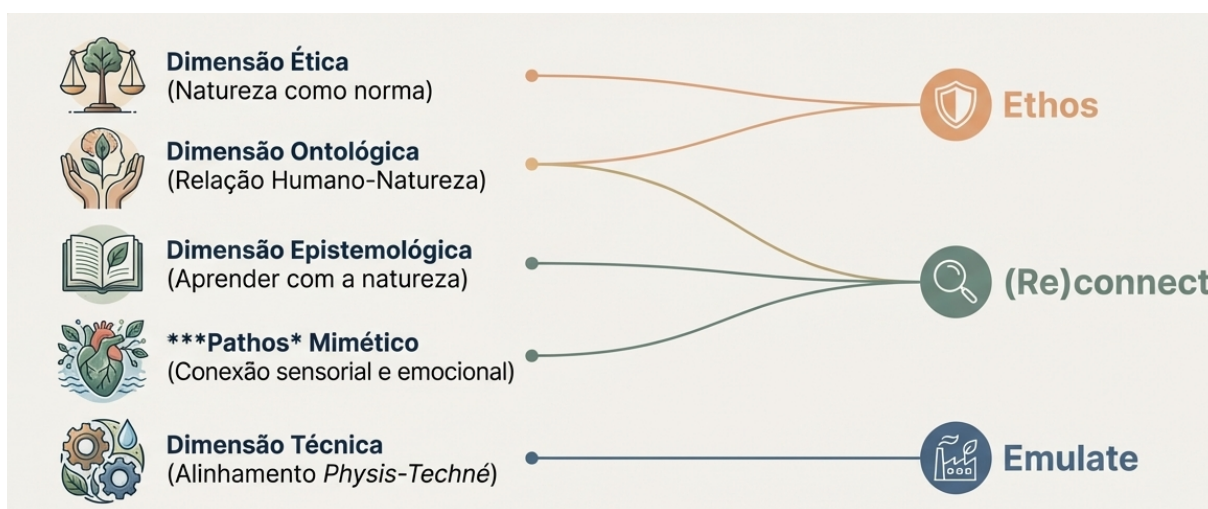 Dimensão Ética
(Natureza como norma)
Dimensão Ontológica
(Relação Humano-Natureza)
Dimensão Epistemológica
(Aprender com a natureza)
***Pathos* Mimético
(Conexão sensorial e emocional)
Dimensão Técnica
(Alinhamento Physis-Techné)
Ethos
(Re)connect
Emulate